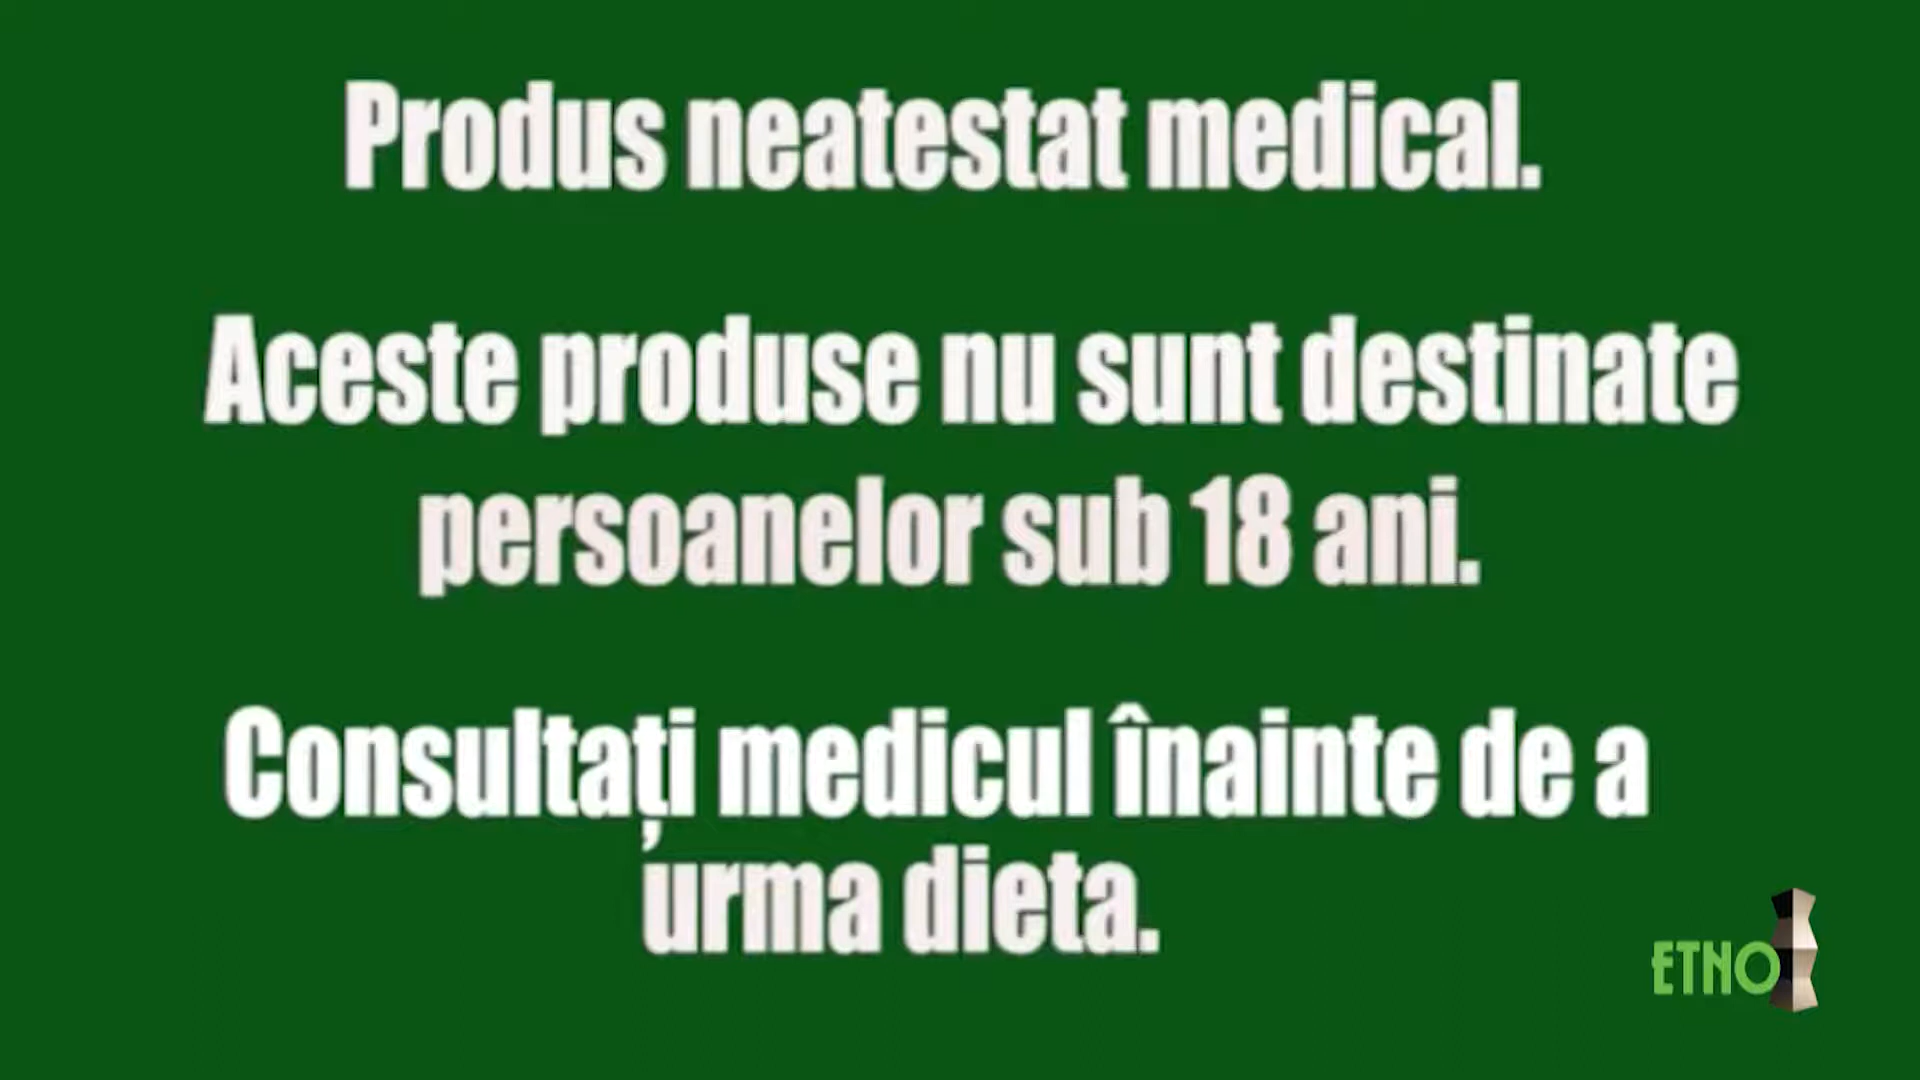 Produs neatestat medical.
Aceste produse nu sunt destinate
persoanelor sub 18 ani.
Consultați medicul înainte de a
urma dieta.
ETNO